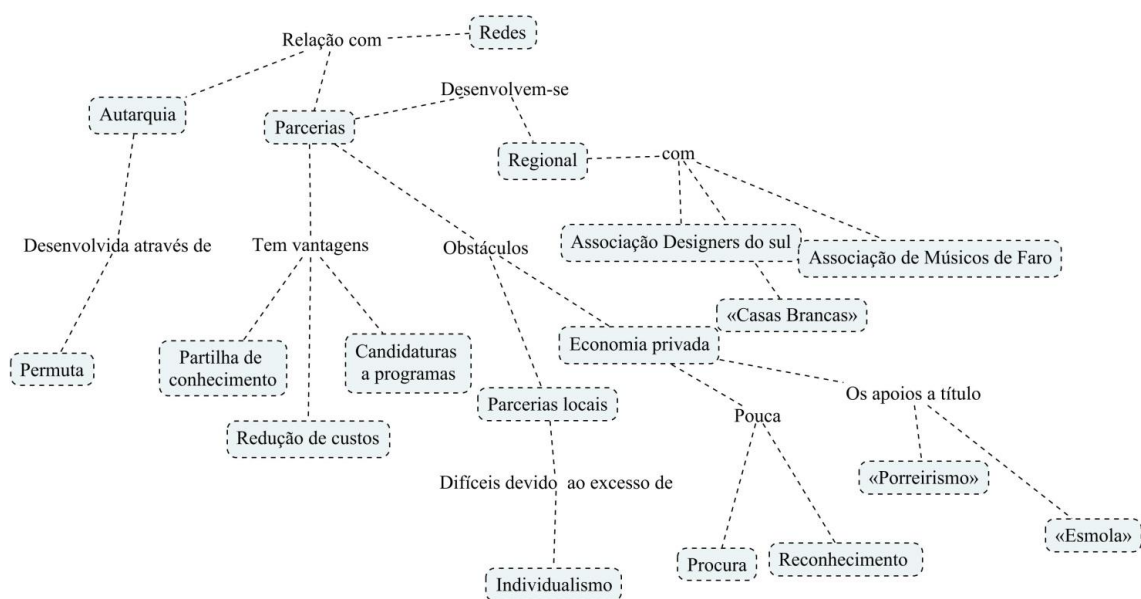 Redes
Relação com
Desenvolvem-se
Autarquia
Parcerias
Regional
com
Desenvolvida através de
Tem vantagens
Obstáculos
Associação Designers do sul
Associação de Músicos de Faro
«Casas Brancas»
Economia privada
Permuta
Partilha de
conhecimento
Candidaturas
a programas
Redução de custos
Parcerias locais
Pouca
Os apoios a título
Difíceis devido  ao excesso de
«Porreirismo»
«Esmola»
Individualismo
Procura
Reconhecimento